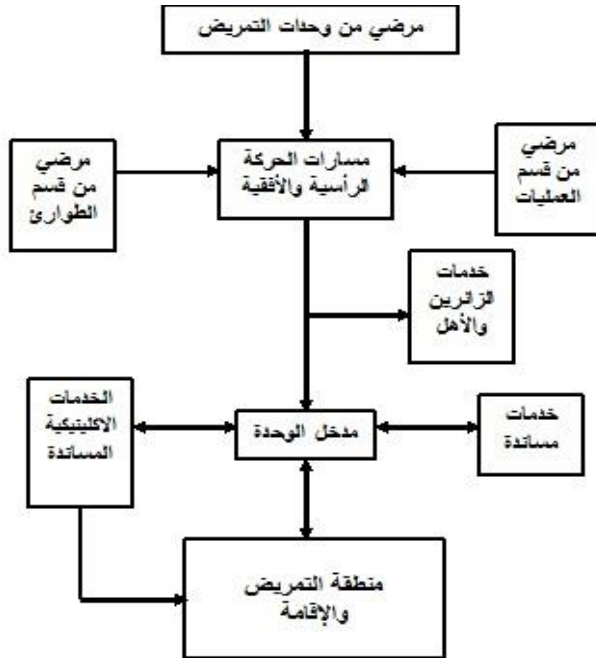 مرضي من وحدات التمريض
مسارات الحركة
الرأسية والأفقية
مرضي
من قسم
العمليات
مرضي
من قسم
الطوارئ
خدمات
الزائرين
والأهل
خدمات
مساندة
مدخل الوحدة
الخدمات
الاكلينيكية
المساندة
منطقة التمريض
والإقامة